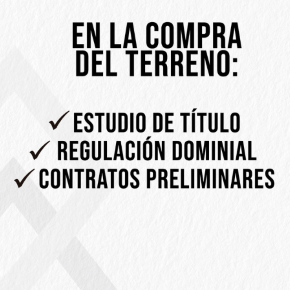 EN LA COMPRA
DEL TERRENO:
✓ ESTUDIO DE TÍTULO
✓ REGULACIÓN DOMINIAL
✓ CONTRATOS PRELIMINARES